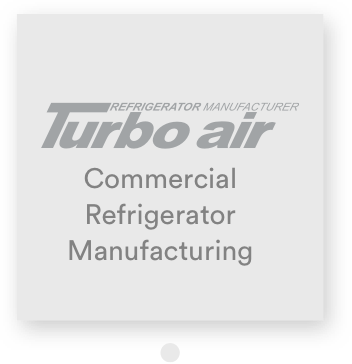 REFRIGERATOR MANUFACTURER
Turbo air
Commercial
Refrigerator
Manufacturing